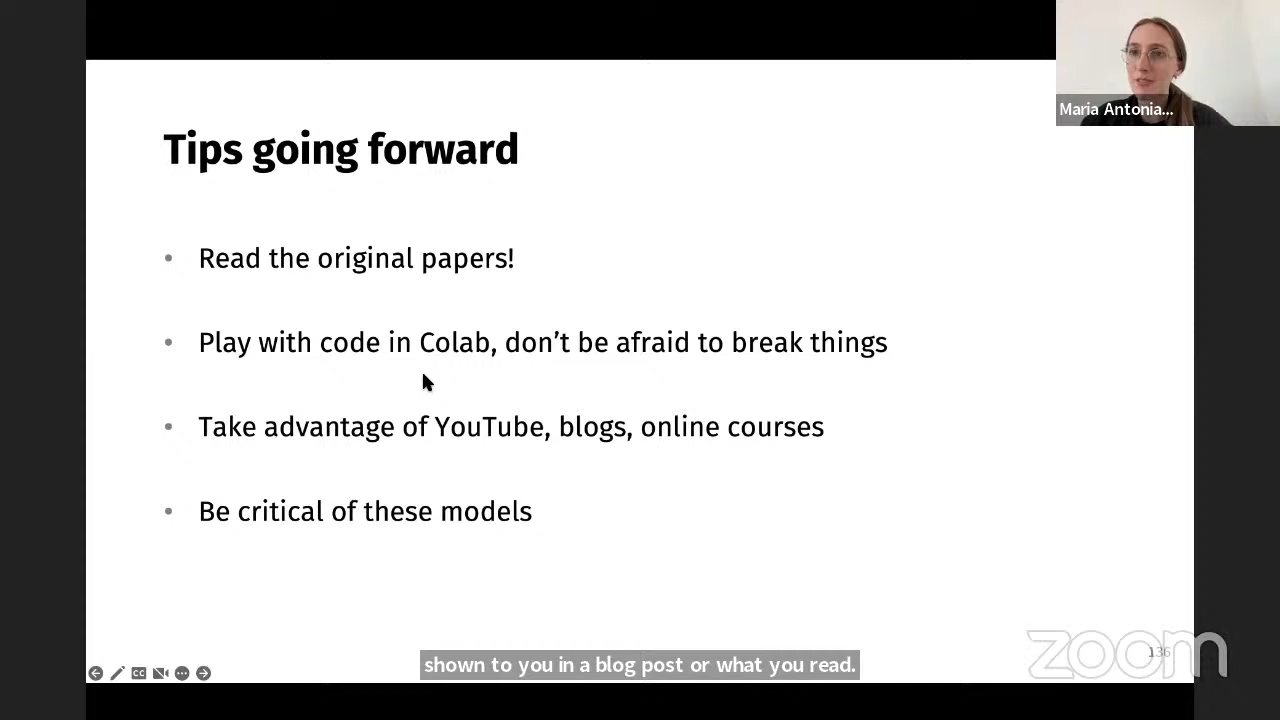 Maria Antonia...
Tips going forward
• Read the original papers!
• Play with code in Colab, don't be afraid to break things
• Take advantage of YouTube, blogs, online courses
• Be critical of these models
shown to you in a blog post or what you read.
zoom
136
CC